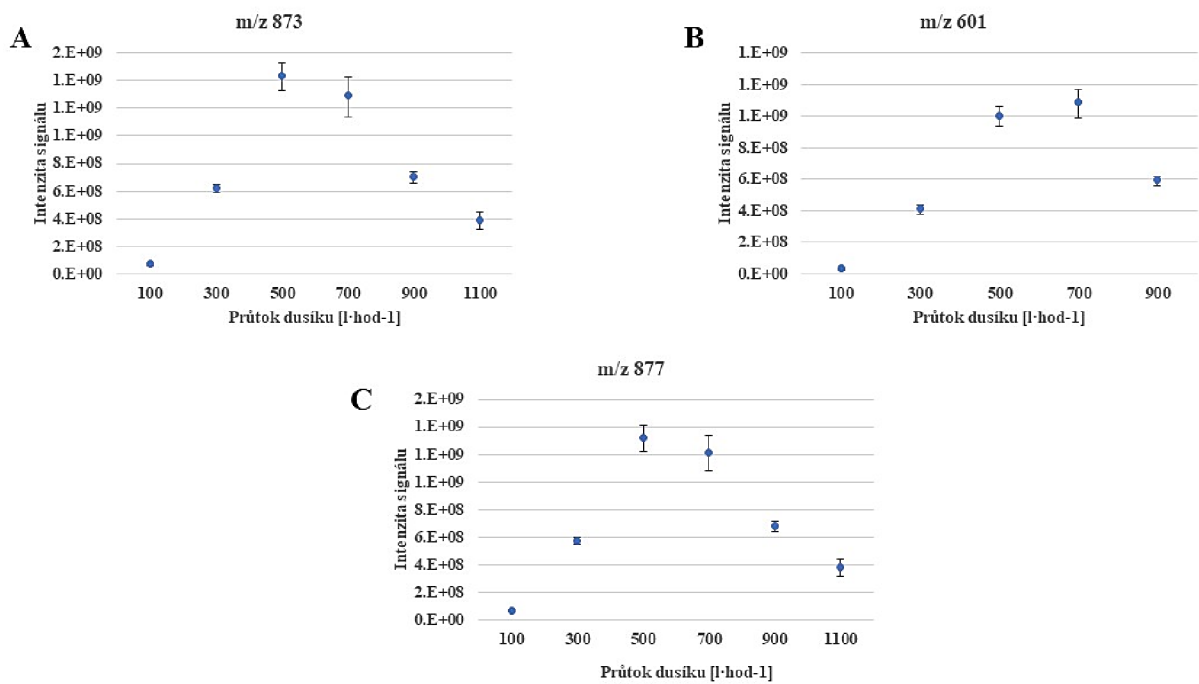 A
m/z 873
Intenzita signálu
2.E+09
1.E+09
1.E+09
1.E+09
8.E+08
6.E+08
4.E+08
2.E+08
0.E+00
100 300 500 700 900 1100
Průtok dusíku [l·hod-1]
B
m/z 601
Intenzita signálu
1.E+09
1.E+09
1.E+09
8.E+08
6.E+08
4.E+08
2.E+08
0.E+00
100 300 500 700 900
Průtok dusíku [l·hod-1]
C
m/z 877
Intenzita signálu
2.E+09
1.E+09
1.E+09
1.E+09
8.E+08
6.E+08
4.E+08
2.E+08
0.E+00
100 300 500 700 900 1100
Průtok dusíku [l·hod-1]